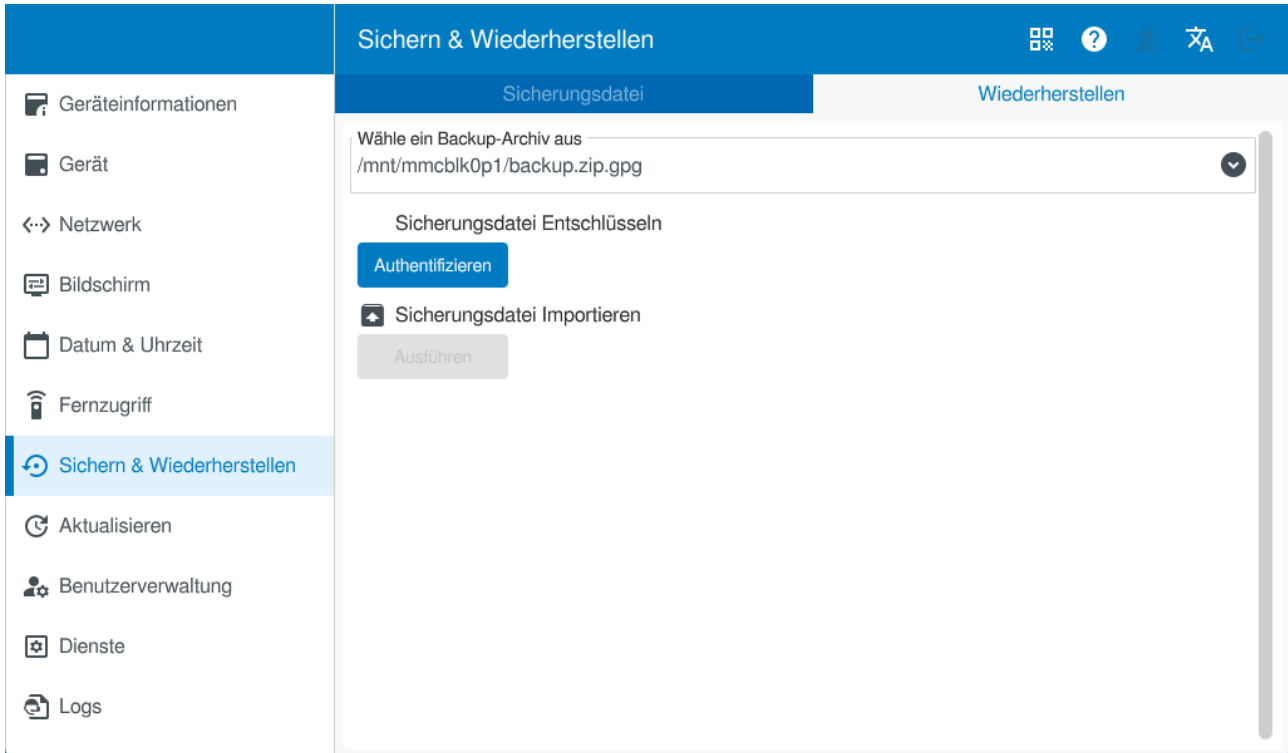 Sichern & Wiederherstellen
Geräteinformationen
Gerät
Netzwerk
Bildschirm
Datum & Uhrzeit
Fernzugriff
Sichern & Wiederherstellen
Aktualisieren
Benutzerverwaltung
Dienste
Logs
Sicherungsdatei
Wiederherstellen
Wähle ein Backup-Archiv aus
/mnt/mmcblk0p1/backup.zip.gpg
Sicherungsdatei Entschlüsseln
Authentifizieren
Sicherungsdatei Importieren
Ausführen